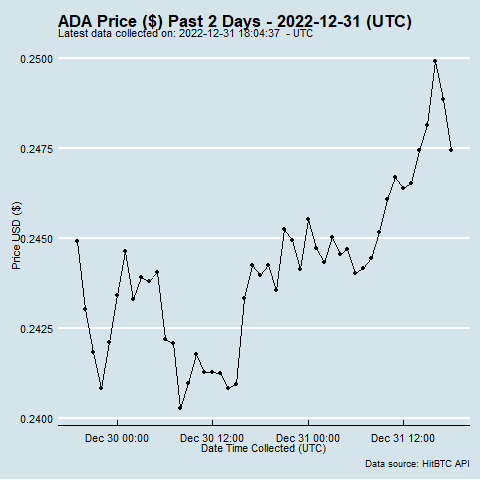 ADA Price ($) Past 2 Days - 2022-12-31 (UTC)
Latest data collected on: 2022-12-31 18:04:37 - UTC
Price USD ($)
0.2500
0.2475
0.2450
0.2425
0.2400
Dec 30 00:00
Dec 30 12:00
Dec 31 00:00
Dec 31 12:00
Date Time Collected (UTC)
Data source: HitBTC API